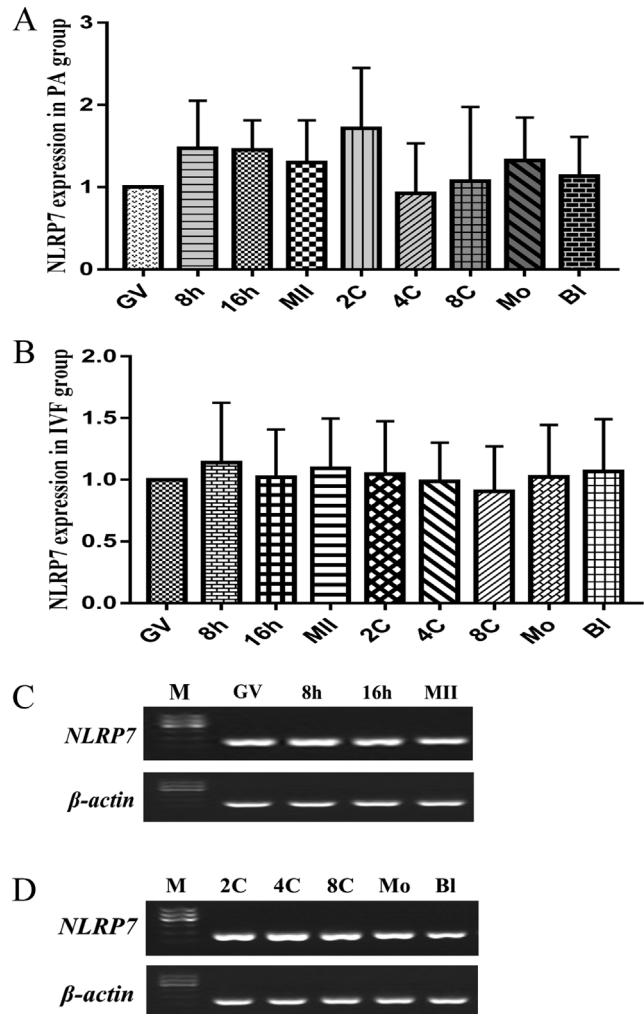 A
NLRP7 expression in PA group
3
2
1
0
GV 8h 16h MII 2C 4C 8C Mo Bl
B
NLRP7 expression in IVF group
2.0
1.5
1.0
0.5
0.0
GV 8h 16h MII 2C 4C 8C Mo Bl
C
M GV 8h 16h MII
NLRP7
β-actin
D
M 2C 4C 8C Mo Bl
NLRP7
β-actin